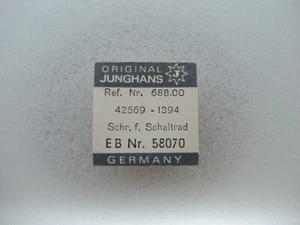 ORIGINAL
JUNGHANS J
Ref. Nr. 688.00
42569 - 1394
Schr. f. Schaltrad
EB Nr. 58070
GERMANY